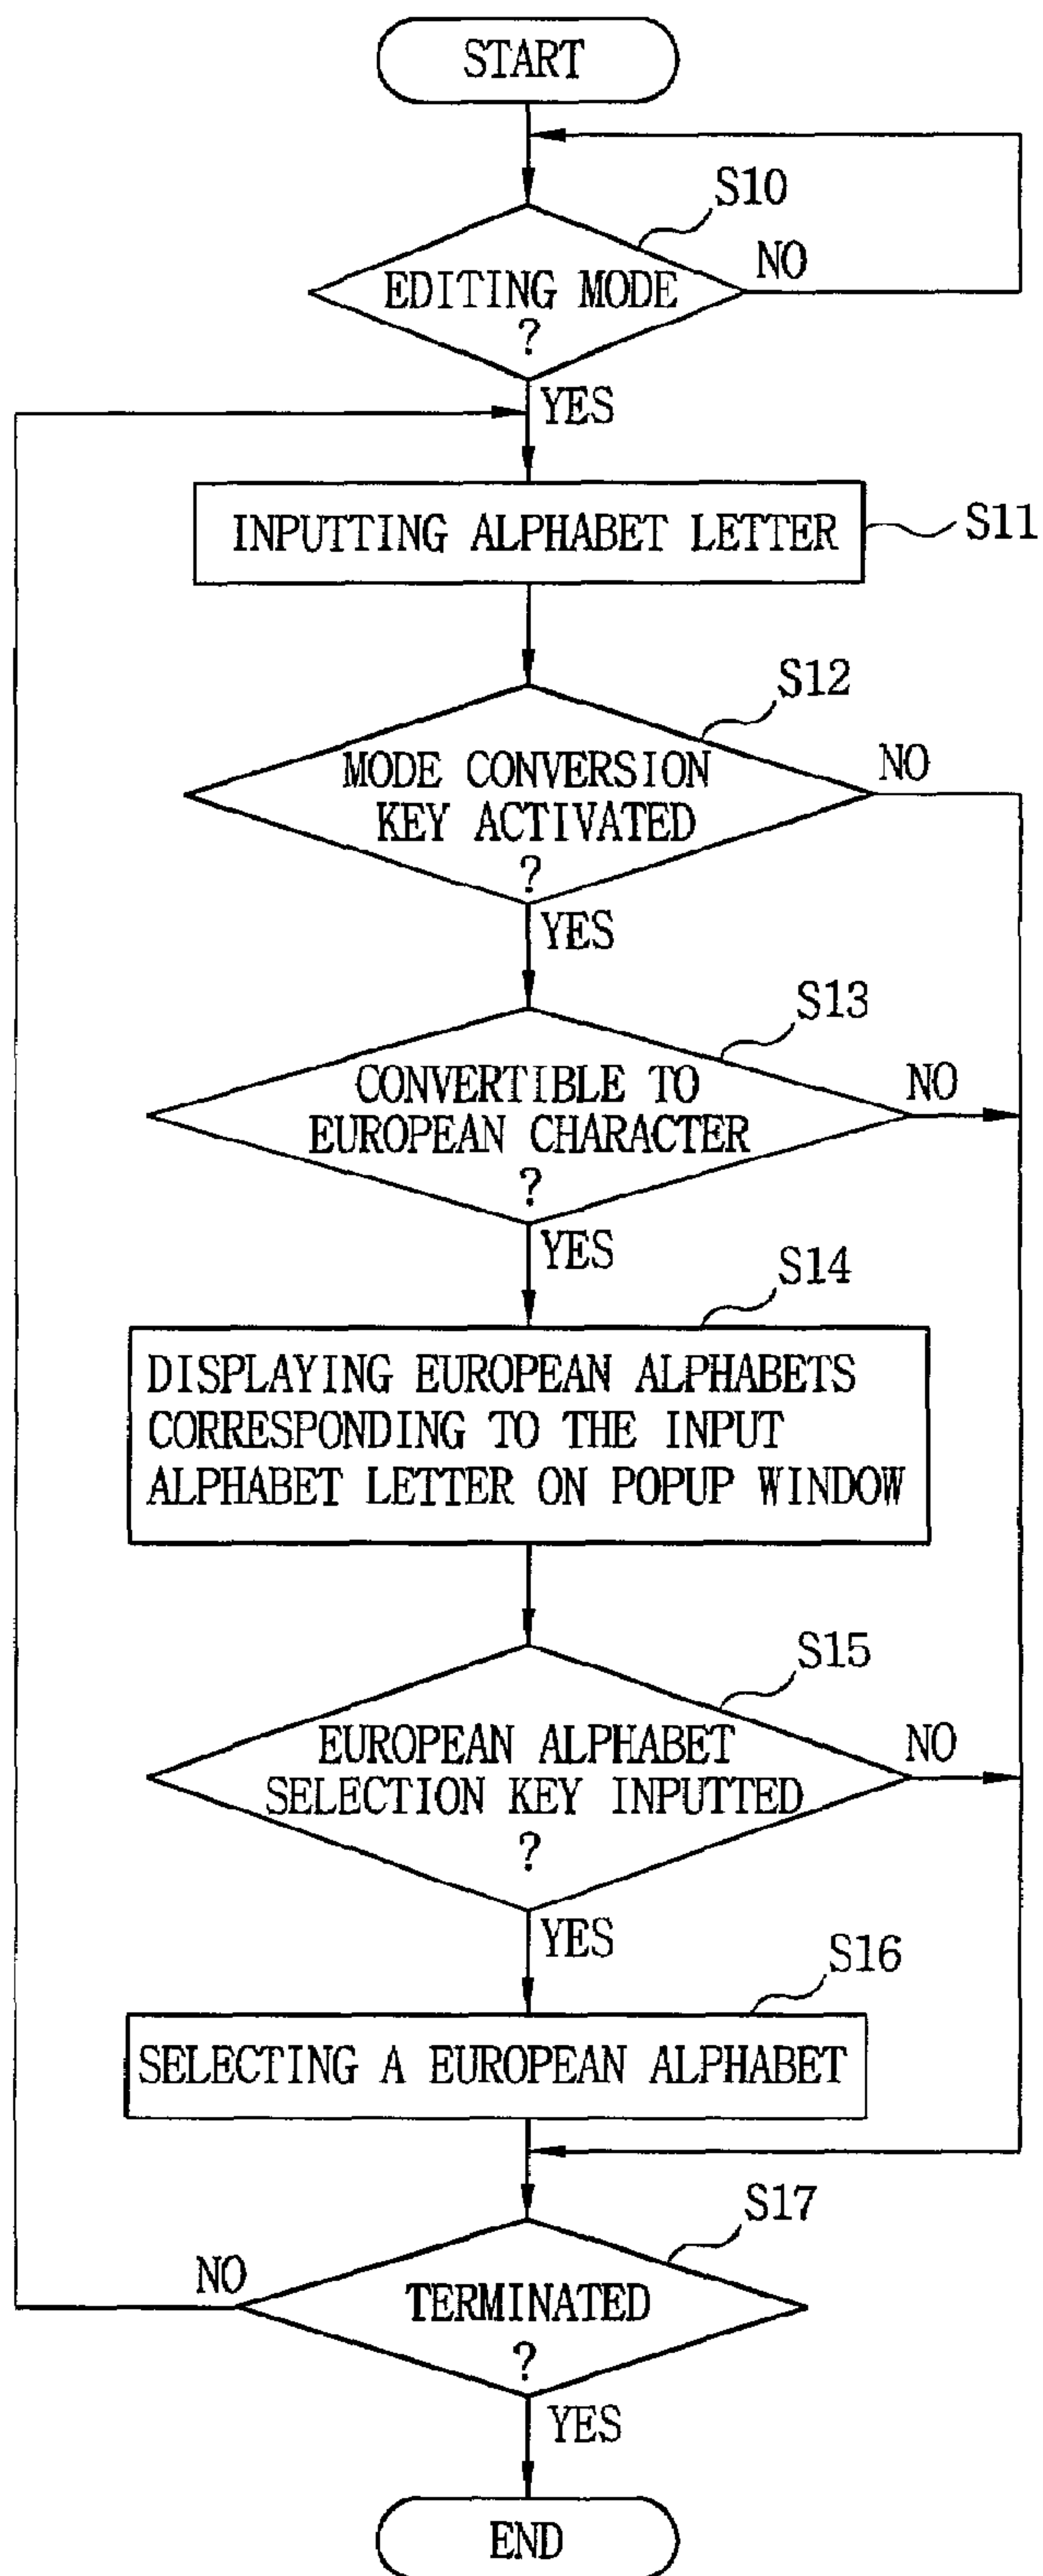 START
S10
EDITING MODE
?
NO
YES
INPUTTING ALPHABET LETTER
S11
S12
MODE CONVERSION
KEY ACTIVATED
?
NO
YES
S13
CONVERTIBLE TO
EUROPEAN CHARACTER
?
NO
YES
S14
DISPLAYING EUROPEAN ALPHABETS
CORRESPONDING TO THE INPUT
ALPHABET LETTER ON POPUP WINDOW
S15
EUROPEAN ALPHABET
SELECTION KEY INPUTTED
?
NO
YES
S16
SELECTING A EUROPEAN ALPHABET
S17
NO
TERMINATED
?
YES
END